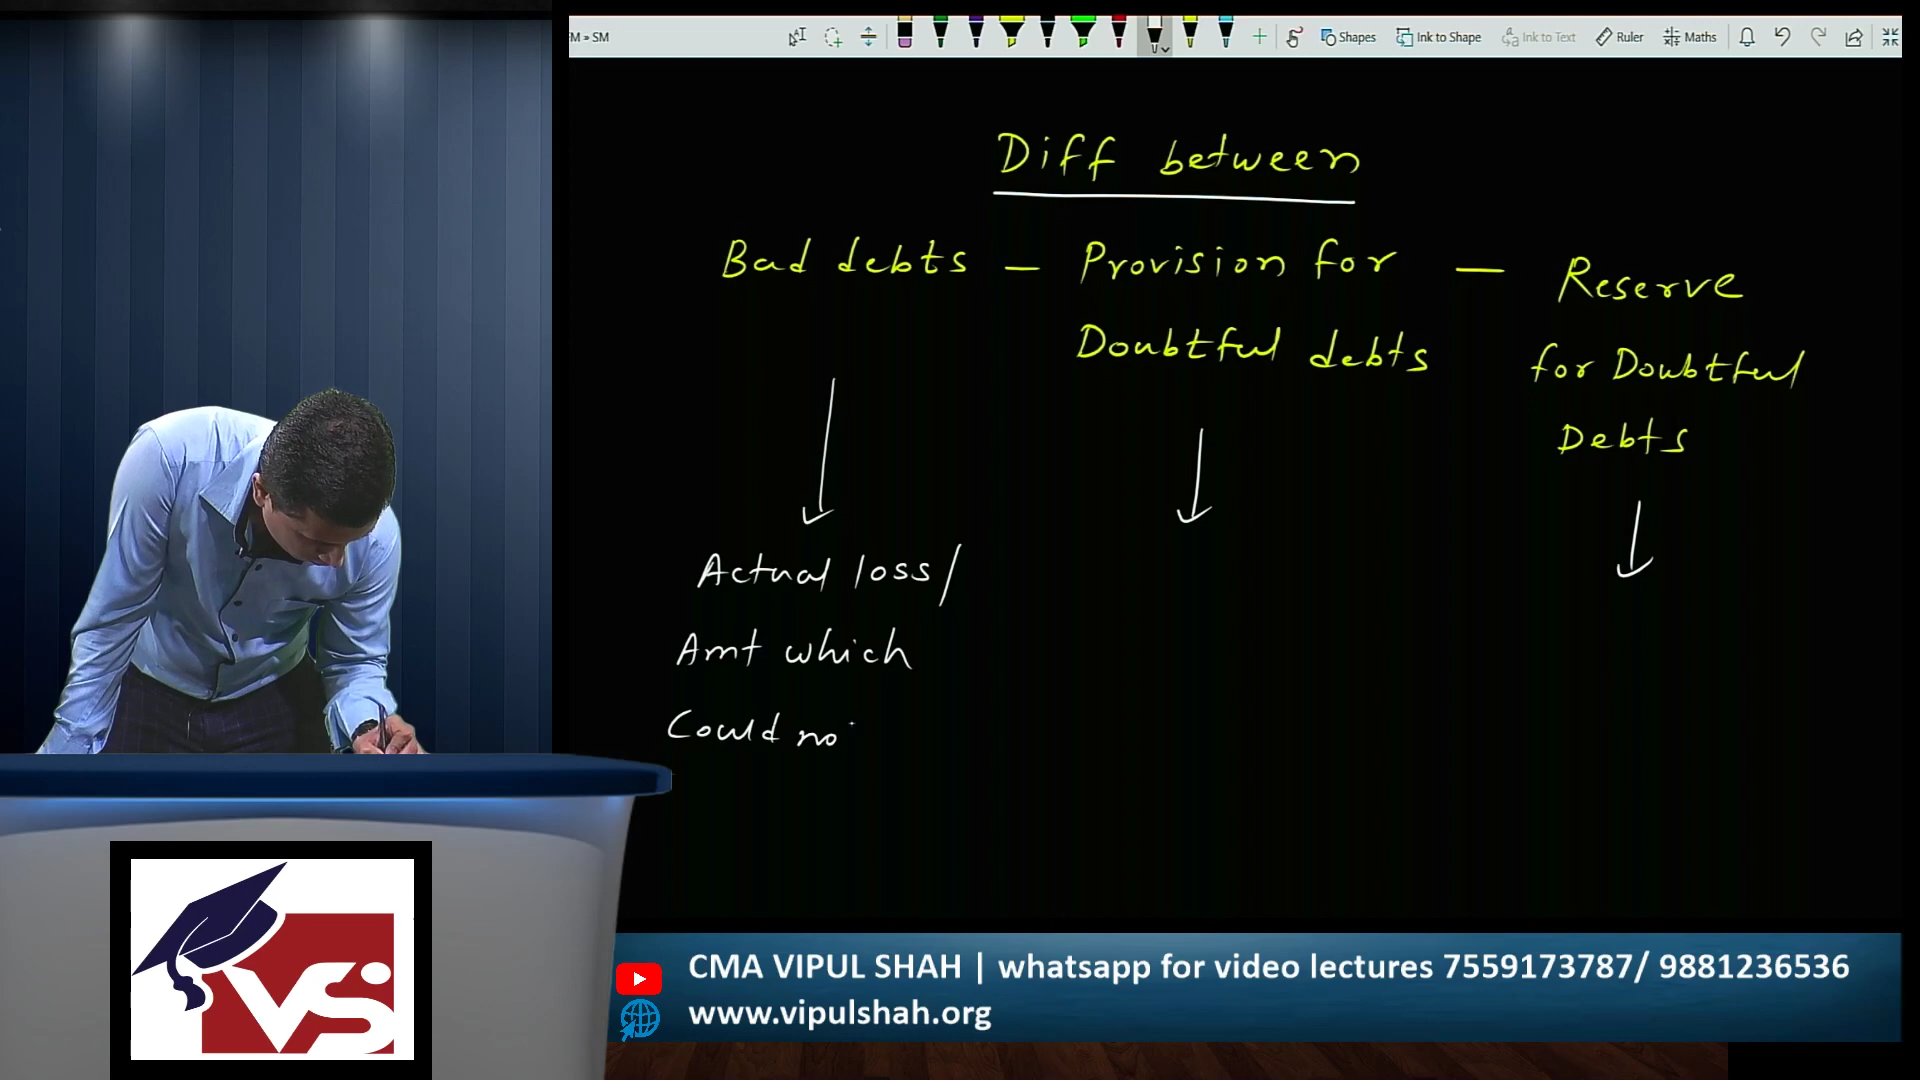 M » SM
Shapes Ink to Shape Ink to Text Ruler Maths
Diff between
Bad debts — Provision for — Reserve
Doubtful debts for Doubtful
Debts
Actual loss/
Amt which
Could no
VS
CMA VIPUL SHAH | whatsapp for video lectures 7559173787/ 9881236536
www.vipulshah.org